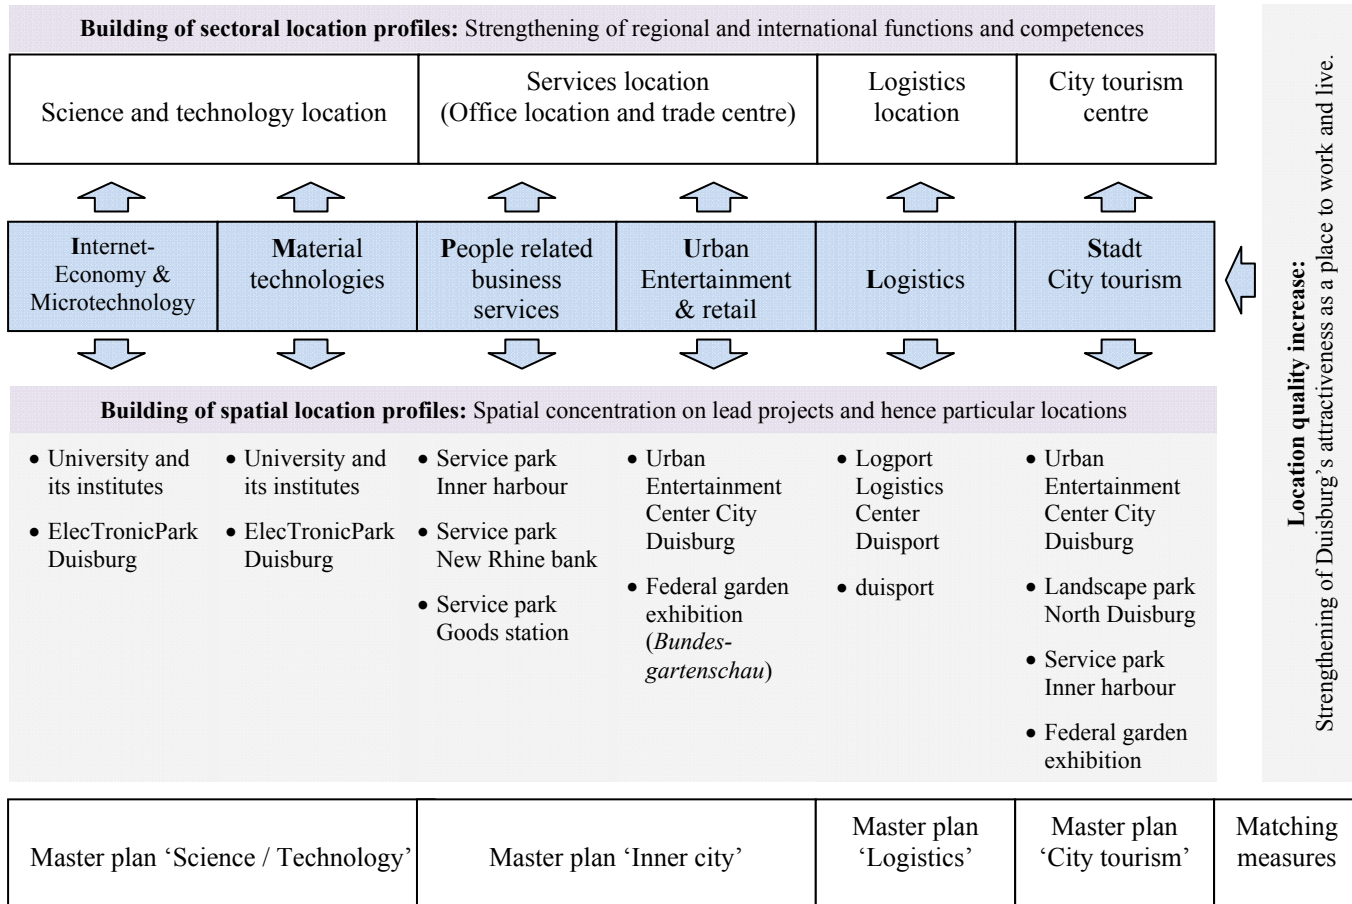 Building of sectoral location profiles: Strengthening of regional and international functions and competences
Science and technology location
Services location
(Office location and trade centre)
Logistics
location
City tourism
centre
Internet-
Economy &
Microtechnology
Material
technologies
People related
business
services
Urban
Entertainment
& retail
Logistics
Stadt
City tourism
Building of spatial location profiles: Spatial concentration on lead projects and hence particular locations
• University and
its institutes
• ElecTronicPark
Duisburg
• University and
its institutes
• ElecTronicPark
Duisburg
• Service park
Inner harbour
• Service park
New Rhine bank
• Service park
Goods station
• Urban
Entertainment
Center City
Duisburg
• Federal garden
exhibition
(Bundes-
gartenschau)
• Logport
Logistics
Center
Duisport
• duisport
• Urban
Entertainment
Center City
Duisburg
• Landscape park
North Duisburg
• Service park
Inner harbour
• Federal garden
exhibition
Location quality increase:
Strengthening of Duisburg's attractiveness as a place to work and live.
Master plan ‘Science / Technology’
Master plan ‘Inner city’
Master plan
‘Logistics’
Master plan
‘City tourism’
Matching
measures